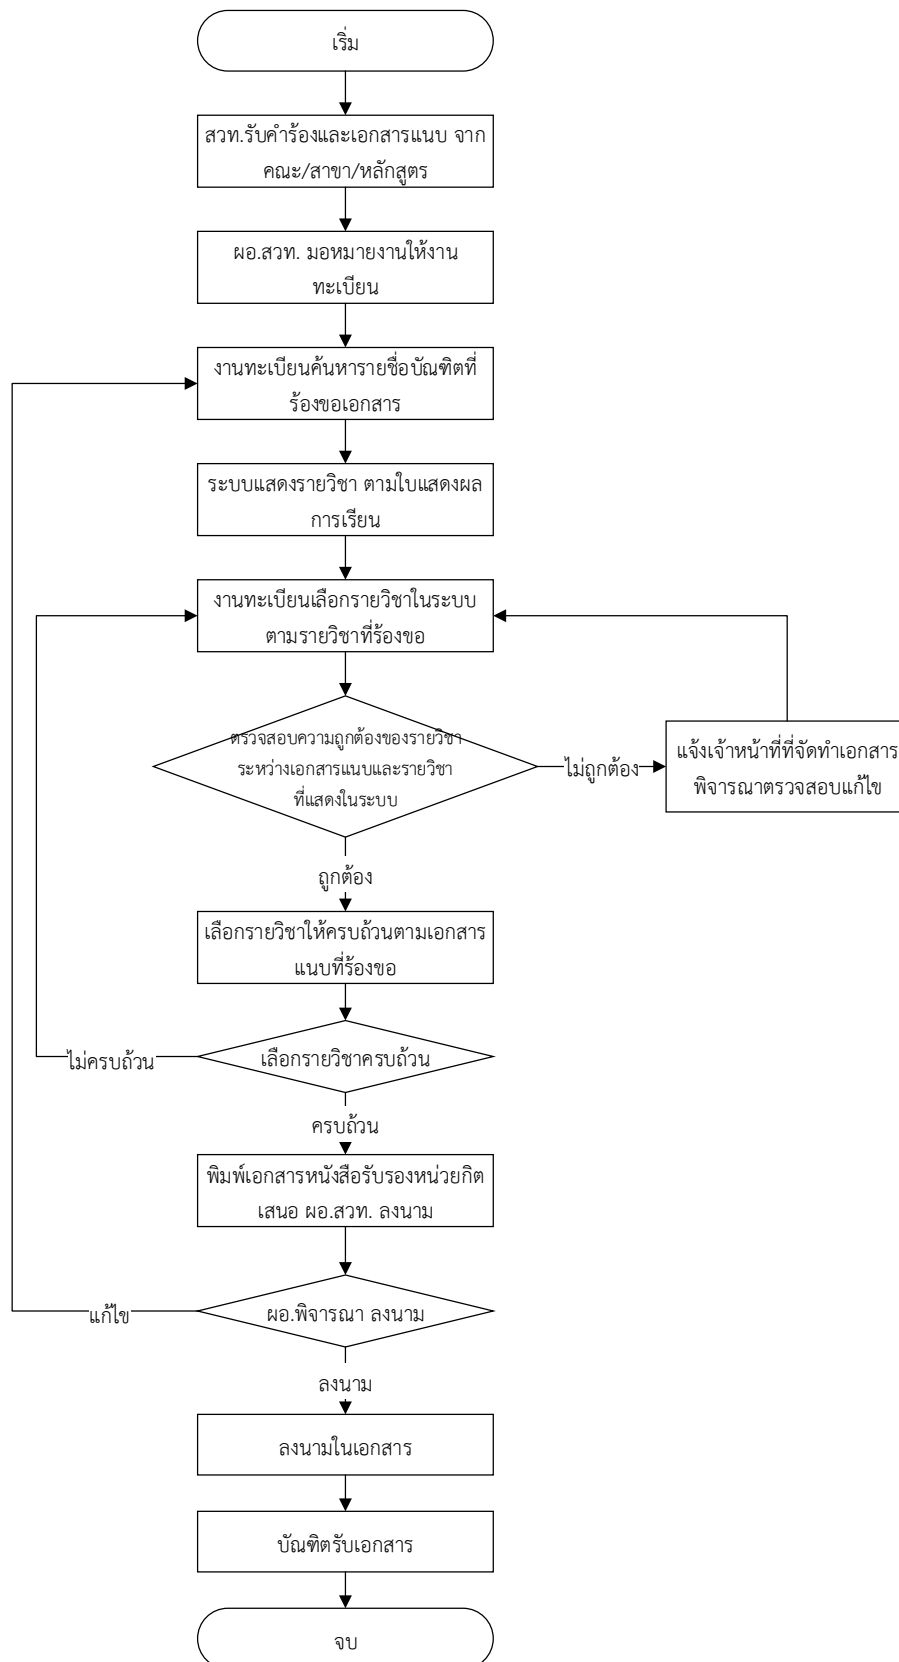 เริ่ม
สวท.รับคำร้องและเอกสารแนบ จาก
คณะ/สาขา/หลักสูตร
ผอ.สวท. มอหมายงานให้งาน
ทะเบียน
งานทะเบียนค้นหารายชื่อบัณฑิตที่
ร้องขอเอกสาร
ระบบแสดงรายวิชา ตามใบแสดงผล
การเรียน
งานทะเบียนเลือกรายวิชาในระบบ
ตามรายวิชาที่ร้องขอ
ตรวจสอบความถูกต้องของรายวิชา
ระหว่างเอกสารแนบและรายวิชา
ที่แสดงในระบบ
ไม่ถูกต้อง
แจ้งเจ้าหน้าที่ที่จัดทำเอกสาร
พิจารณาตรวจสอบแก้ไข
ถูกต้อง
เลือกรายวิชาให้ครบถ้วนตามเอกสาร
แนบที่ร้องขอ
เลือกรายวิชาครบถ้วน
ไม่ครบถ้วน
ครบถ้วน
พิมพ์เอกสารหนังสือรับรองหน่วยกิต
เสนอ ผอ.สวท. ลงนาม
ผอ.พิจารณา ลงนาม
แก้ไข
ลงนาม
ลงนามในเอกสาร
บัณฑิตรับเอกสาร
จบ